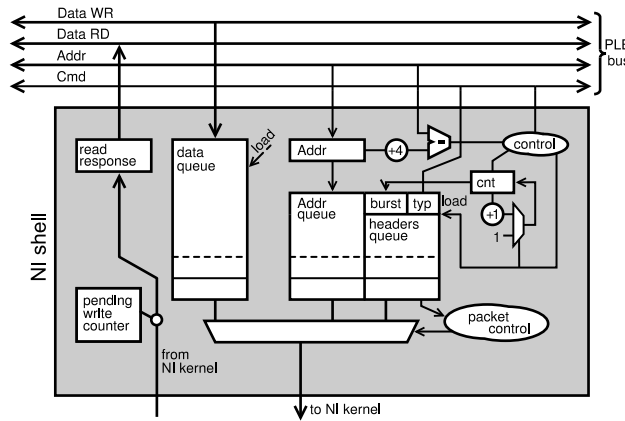 Data WR
Data RD
Addr
Cmd
PLB
bus
NI shell
read
response
data
queue
load
Addr
+4
=
control
cnt
+1
1
Addr
queue
burst
typ
load
headers
queue
pending
write
counter
from
NI kernel
packet
control
to NI kernel